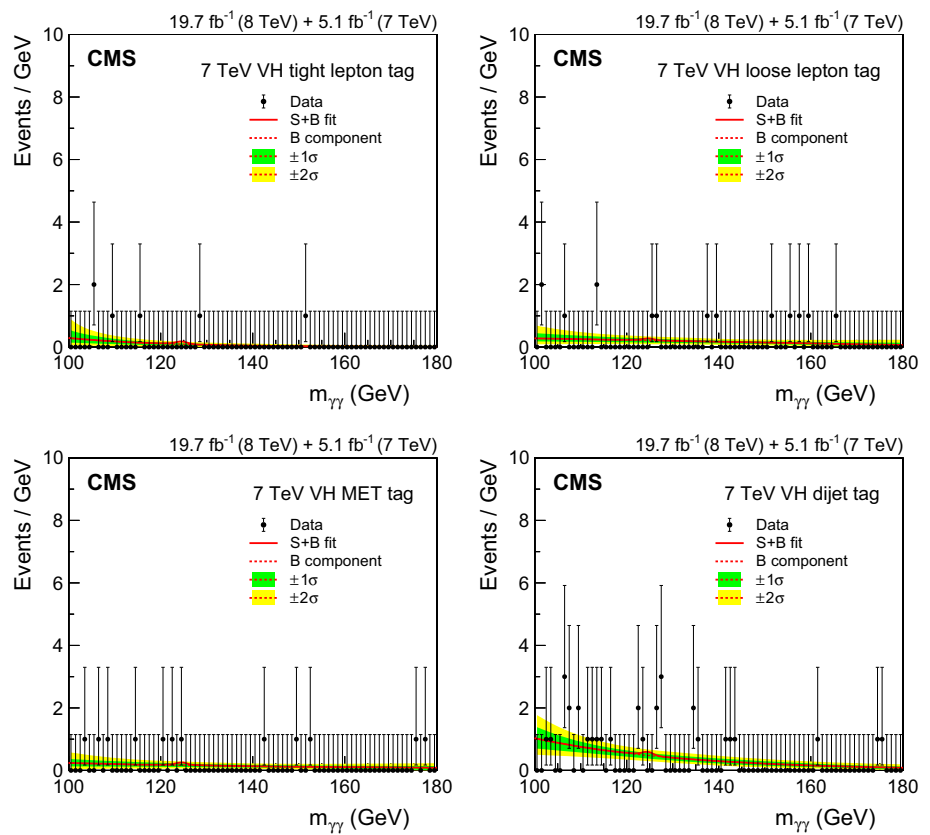 19.7 fb⁻¹ (8 TeV) + 5.1 fb⁻¹ (7 TeV)
Events / GeV
CMS
7 TeV VH tight lepton tag
Data
S+B fit
B component
±1σ
±2σ
10
8
6
4
2
0
100 120 140 160 180
mγγ (GeV)
19.7 fb⁻¹ (8 TeV) + 5.1 fb⁻¹ (7 TeV)
Events / GeV
CMS
7 TeV VH loose lepton tag
Data
S+B fit
B component
±1σ
±2σ
10
8
6
4
2
0
100 120 140 160 180
mγγ (GeV)
19.7 fb⁻¹ (8 TeV) + 5.1 fb⁻¹ (7 TeV)
Events / GeV
CMS
7 TeV VH MET tag
Data
S+B fit
B component
±1σ
±2σ
10
8
6
4
2
0
100 120 140 160 180
mγγ (GeV)
19.7 fb⁻¹ (8 TeV) + 5.1 fb⁻¹ (7 TeV)
Events / GeV
CMS
7 TeV VH dijet tag
Data
S+B fit
B component
±1σ
±2σ
10
8
6
4
2
0
100 120 140 160 180
mγγ (GeV)